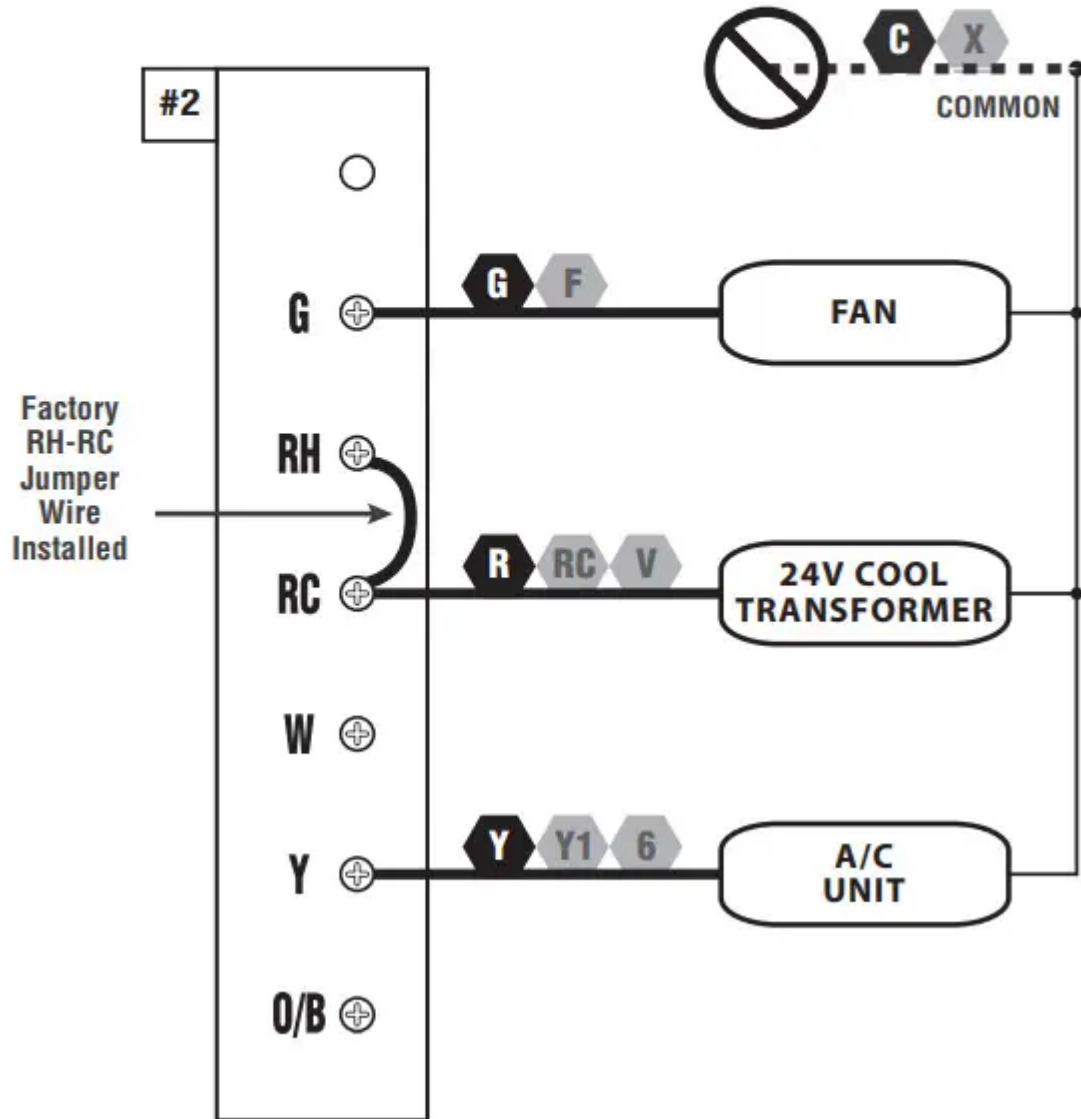 C X
COMMON
#2
G F
G
FAN
Factory
RH-RC
Jumper
Wire
Installed
RH
R RC V
RC
24V COOL
TRANSFORMER
W
Y Y1 6
Y
A/C
UNIT
O/B